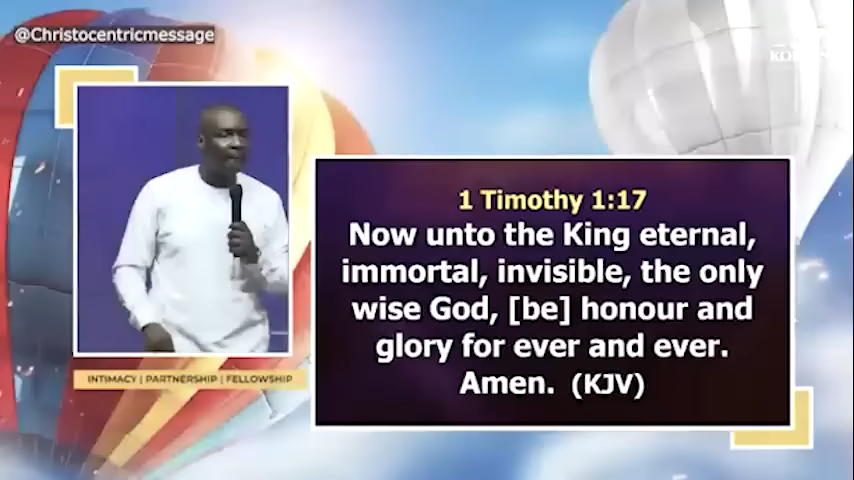 @Christocentricmessage
1 Timothy 1:17
Now unto the King eternal,
immortal, invisible, the only
wise God, [be] honour and
glory for ever and ever.
Amen. (KJV)
INTIMACY | PARTNERSHIP | FELLOWSHIP